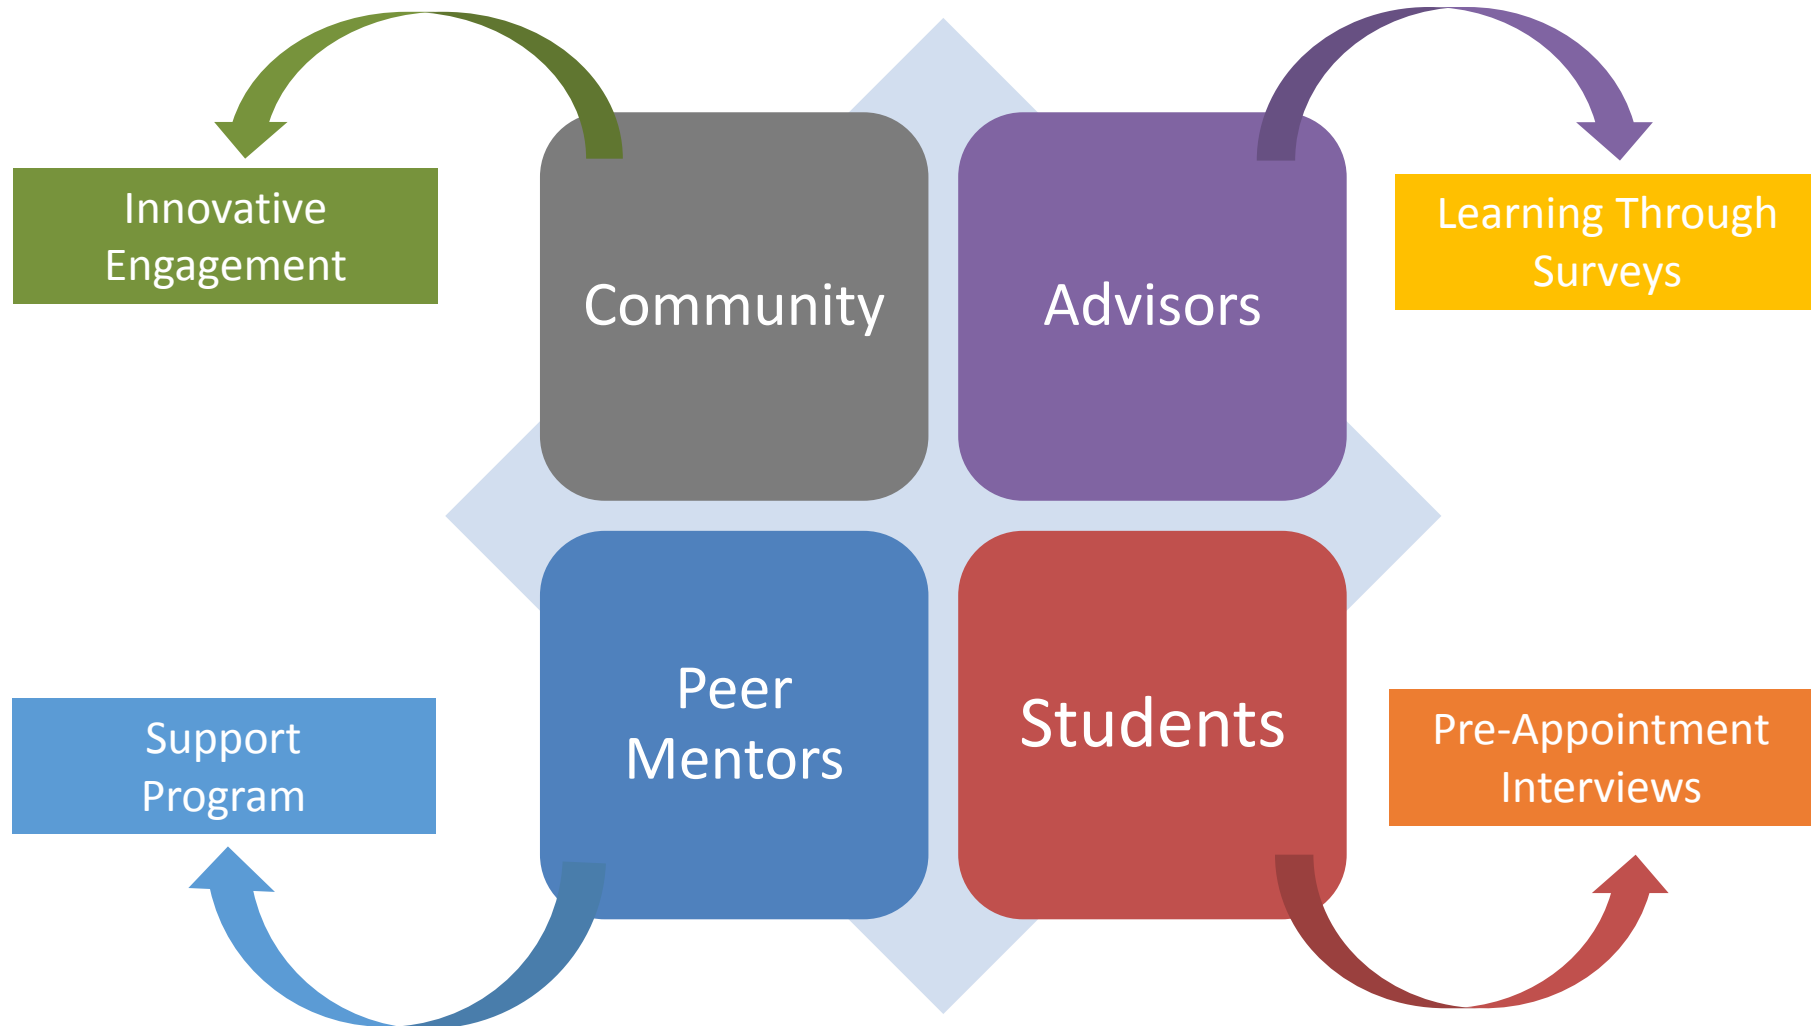 Innovative
Engagement
Community
Advisors
Learning Through
Surveys
Support
Program
Peer
Mentors
Students
Pre-Appointment
Interviews